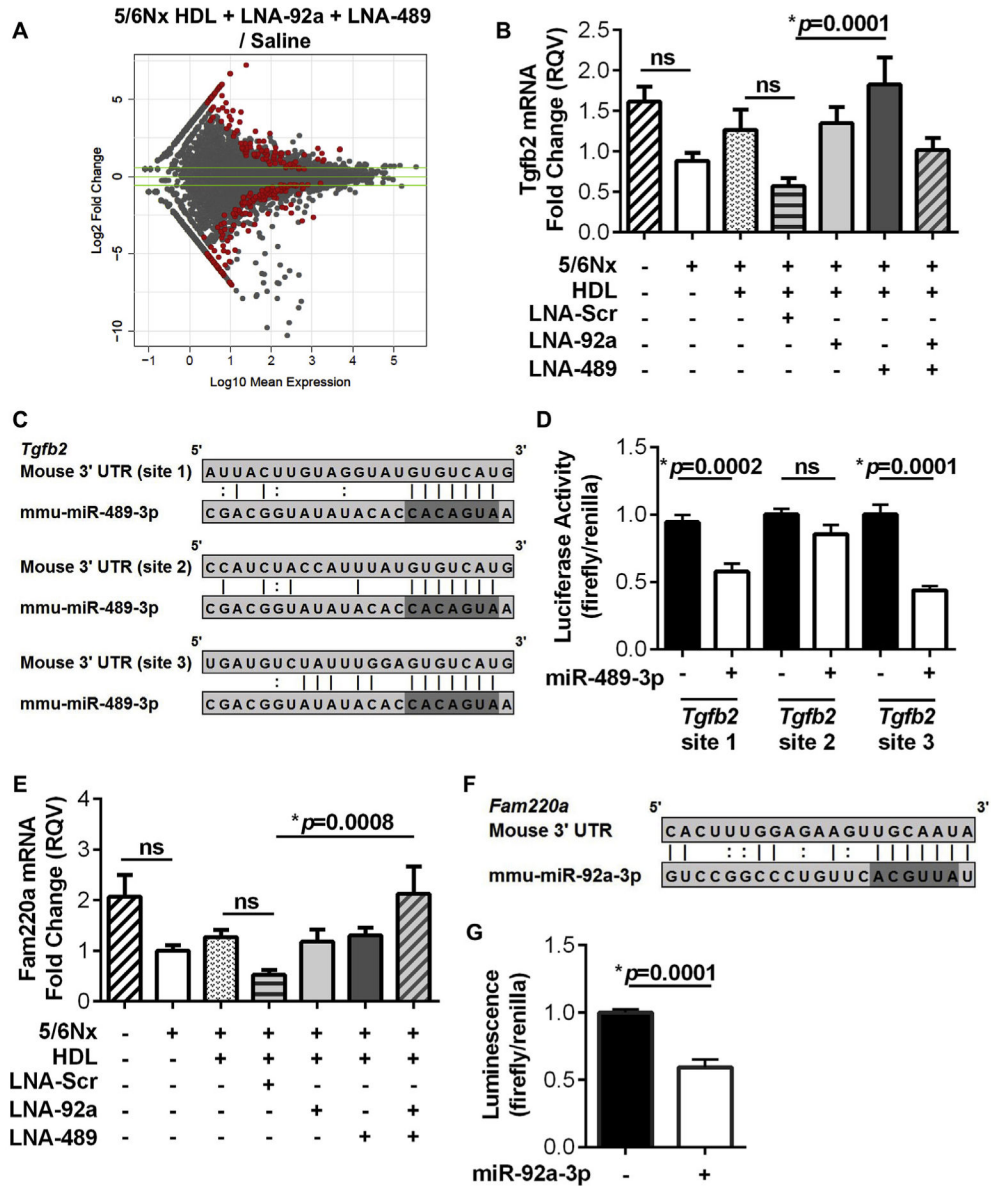 A
5/6Nx HDL + LNA-92a + LNA-489
/ Saline
Log2 Fold Change
5
0
−5
−10
−1 0 1 2 3 4 5
Log10 Mean Expression
B
Tgfb2 mRNA
Fold Change (RQV)
2.5
2.0
1.5
1.0
0.5
0.0
ns
ns
*p=0.0001
5/6Nx - + + + + + +
HDL - - + + + + +
LNA-Scr - - - + - - -
LNA-92a - - - - + - +
LNA-489 - - - - - + +
C
Tgfb2
5' 3'
Mouse 3' UTR (site 1) AUUACUUGUAGGUAUGUGUCAUG
mmu-miR-489-3p CGACGGUAUAUACACCACAGUAA
5' 3'
Mouse 3' UTR (site 2) CCAUCUACCAUUUAUGUGUCAUG
mmu-miR-489-3p CGACGGUAUAUACACCACAGUAA
5' 3'
Mouse 3' UTR (site 3) UGAUGUCUAUUUGGAGUGUCAUG
mmu-miR-489-3p CGACGGUAUAUACACCACAGUAA
D
Luciferase Activity
(firefly/renilla)
1.5
1.0
0.5
0.0
*p=0.0002
ns
*p=0.0001
miR-489-3p - + - + - +
Tgfb2 Tgfb2 Tgfb2
site 1 site 2 site 3
E
Fam220a mRNA
Fold Change (RQV)
4
3
2
1
0
ns
ns
*p=0.0008
5/6Nx - + + + + + +
HDL - - + + + + +
LNA-Scr - - - + - - -
LNA-92a - - - - + - +
LNA-489 - - - - - + +
F
Fam220a
5' 3'
Mouse 3' UTR CACUUUGGAGAAGUUGCAAUA
mmu-miR-92a-3p GUCCGGCCCUGUUCACGUUAU
G
Luminescence
(firefly/renilla)
1.5
1.0
0.5
0.0
*p=0.0001
miR-92a-3p - +